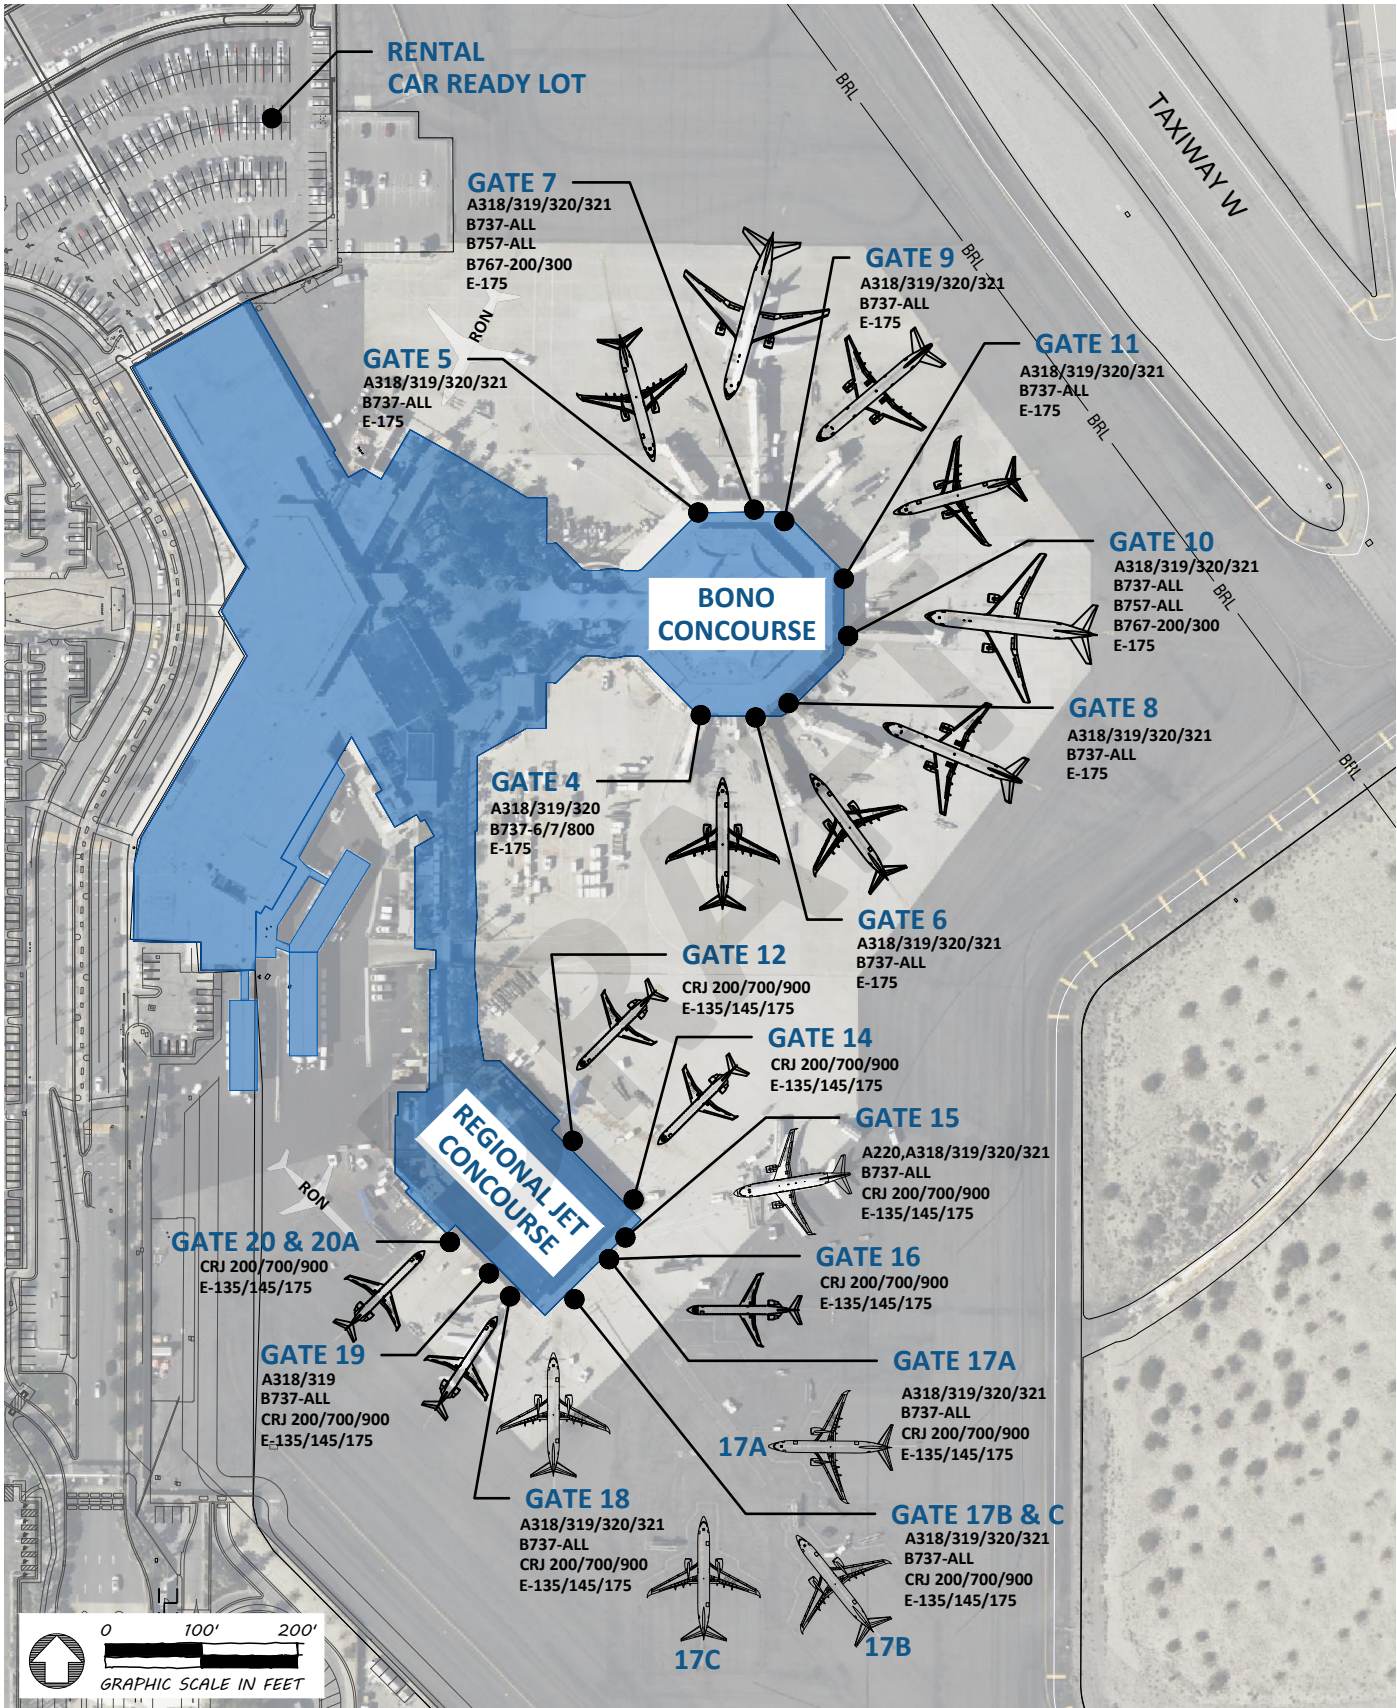 RENTAL
CAR READY LOT
BRL
TAXIWAY W
GATE 7
A318/319/320/321
B737-ALL
B757-ALL
B767-200/300
E-175
RON
BRL
GATE 9
A318/319/320/321
B737-ALL
E-175
GATE 5
A318/319/320/321
B737-ALL
E-175
GATE 11
A318/319/320/321
B737-ALL
E-175
BRL
GATE 10
A318/319/320/321
B737-ALL
B757-ALL
B767-200/300
E-175
BRL
BONO
CONCOURSE
GATE 8
A318/319/320/321
B737-ALL
E-175
BRL
GATE 4
A318/319/320
B737-6/7/800
E-175
GATE 6
A318/319/320/321
B737-ALL
E-175
DRAFT
GATE 12
CRJ 200/700/900
E-135/145/175
GATE 14
CRJ 200/700/900
E-135/145/175
GATE 15
A220,A318/319/320/321
B737-ALL
CRJ 200/700/900
E-135/145/175
REGIONAL JET
CONCOURSE
RON
GATE 20 & 20A
CRJ 200/700/900
E-135/145/175
GATE 16
CRJ 200/700/900
E-135/145/175
GATE 19
A318/319
B737-ALL
CRJ 200/700/900
E-135/145/175
GATE 17A
A318/319/320/321
B737-ALL
CRJ 200/700/900
E-135/145/175
17A
GATE 18
A318/319/320/321
B737-ALL
CRJ 200/700/900
E-135/145/175
GATE 17B & C
A318/319/320/321
B737-ALL
CRJ 200/700/900
E-135/145/175
17B
17C
0 100' 200'
GRAPHIC SCALE IN FEET